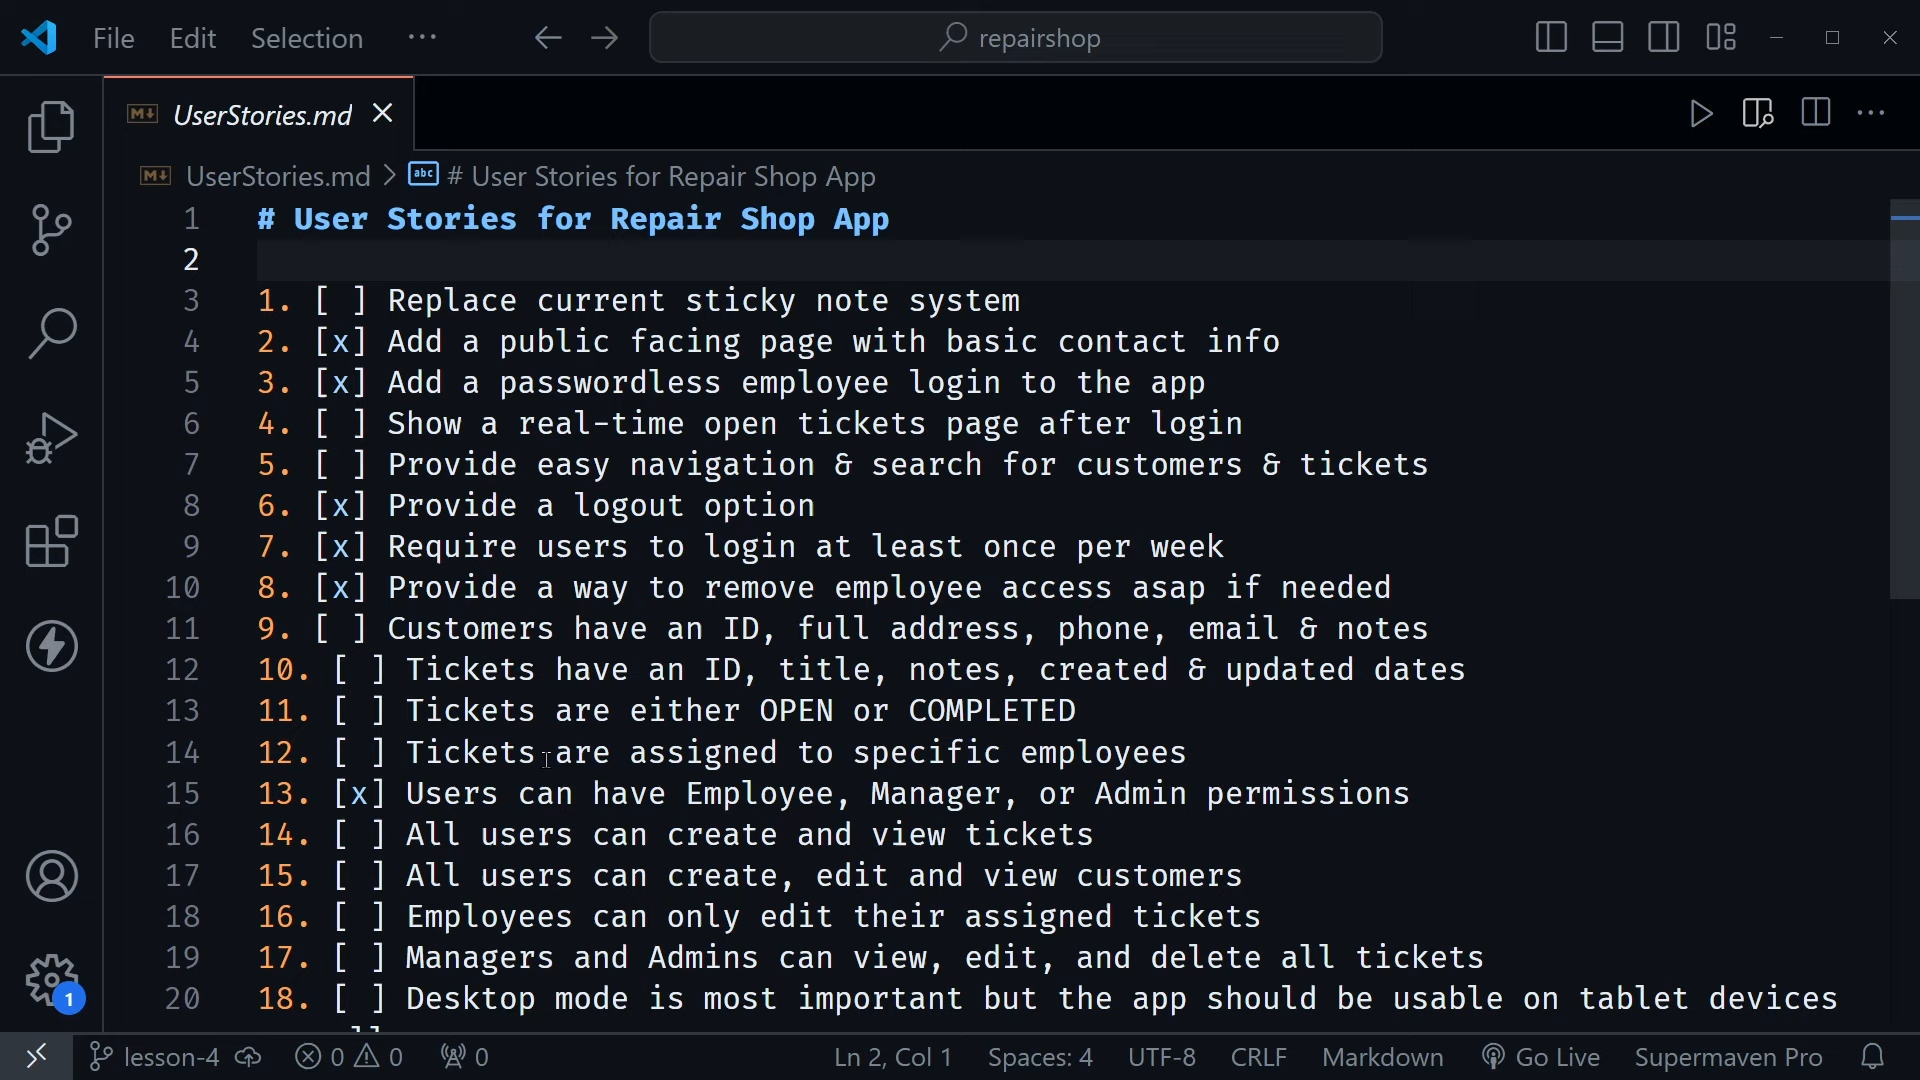 File Edit Selection ··· repairshop
UserStories.md
UserStories.md > abc # User Stories for Repair Shop App
1 # User Stories for Repair Shop App
2
3 1. [ ] Replace current sticky note system
4 2. [x] Add a public facing page with basic contact info
5 3. [x] Add a passwordless employee login to the app
6 4. [ ] Show a real-time open tickets page after login
7 5. [ ] Provide easy navigation & search for customers & tickets
8 6. [x] Provide a logout option
9 7. [x] Require users to login at least once per week
10 8. [x] Provide a way to remove employee access asap if needed
11 9. [ ] Customers have an ID, full address, phone, email & notes
12 10. [ ] Tickets have an ID, title, notes, created & updated dates
13 11. [ ] Tickets are either OPEN or COMPLETED
14 12. [ ] Tickets are assigned to specific employees
15 13. [x] Users can have Employee, Manager, or Admin permissions
16 14. [ ] All users can create and view tickets
17 15. [ ] All users can create, edit and view customers
18 16. [ ] Employees can only edit their assigned tickets
19 17. [ ] Managers and Admins can view, edit, and delete all tickets
20 18. [ ] Desktop mode is most important but the app should be usable on tablet devices
1
lesson-4 0 0 0 Ln 2, Col 1 Spaces: 4 UTF-8 CRLF Markdown Go Live Supermaven Pro